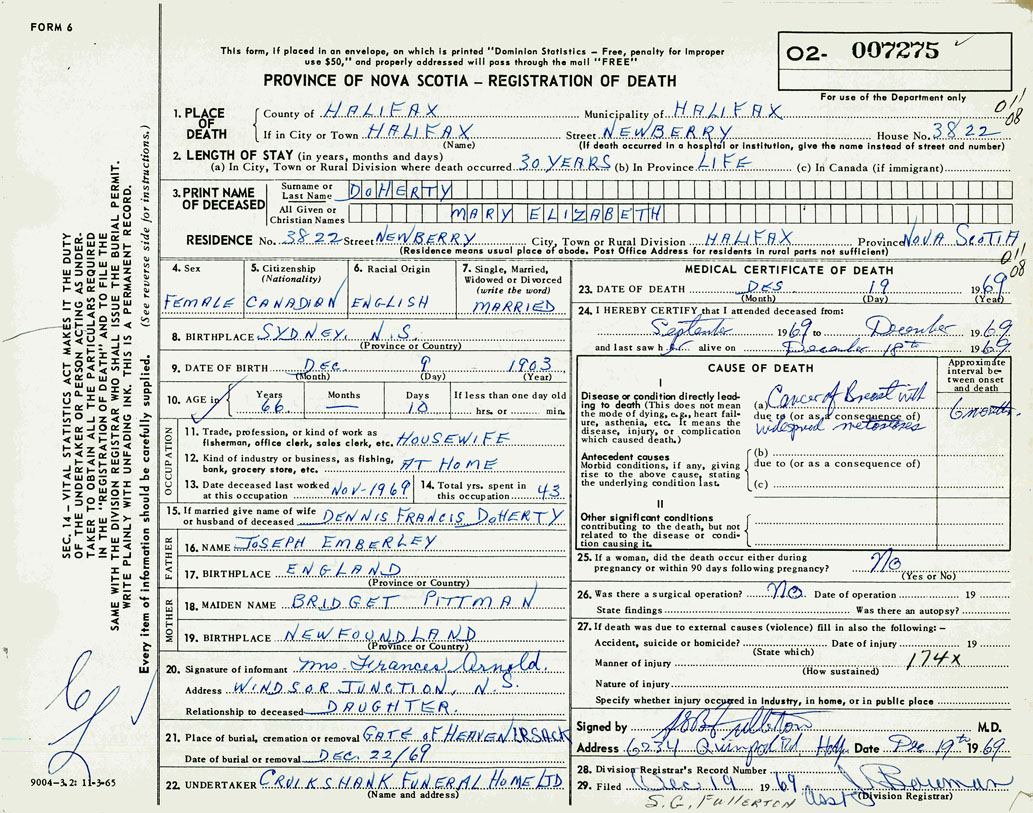 FORM 6
O2- 007275
This form, if placed in an envelope, on which is printed "Dominion Statistics – Free, penalty for improper
use $50," and properly addressed will pass through the mail "FREE"
PROVINCE OF NOVA SCOTIA – REGISTRATION OF DEATH
For use of the Department only
011
08
1. PLACE OF DEATH
County of HALIFAX Municipality of HALIFAX
If in City or Town HALIFAX Street NEWBERRY House No. 3822
(Name) (If death occurred in a hospital or institution, give the name instead of street and number)
2. LENGTH OF STAY (in years, months and days)
(a) In City, Town or Rural Division where death occurred 30 YEARS (b) In Province LIFE (c) In Canada (if immigrant)
3. PRINT NAME OF DECEASED
Surname or Last Name DOHERTY
All Given or Christian Names MARY ELIZABETH
RESIDENCE No. 3822 Street NEWBERRY City, Town or Rural Division HALIFAX Province NOVA SCOTIA
(Residence means usual place of abode. Post Office Address for residents in rural parts not sufficient)
011
08
4. Sex
FEMALE
5. Citizenship
(Nationality)
CANADIAN
6. Racial Origin
ENGLISH
7. Single, Married,
Widowed or Divorced
(write the word)
MARRIED
8. BIRTHPLACE SYDNEY, N.S.
(Province or Country)
9. DATE OF BIRTH Dec 9 1903
(Month) (Day) (Year)
10. AGE in
Years Months Days If less than one day old
66 — 10 hrs. or min.
OCCUPATION
11. Trade, profession, or kind of work as
fisherman, office clerk, sales clerk, etc. HOUSEWIFE
12. Kind of industry or business, as fishing,
bank, grocery store, etc. AT HOME
13. Date deceased last worked
at this occupation NOV-1969
14. Total yrs. spent in
this occupation 43
15. If married give name of wife
or husband of deceased DENNIS FRANCIS DOHERTY
FATHER
16. NAME JOSEPH EMBERLEY
17. BIRTHPLACE ENGLAND
(Province or Country)
MOTHER
18. MAIDEN NAME BRIDGET PITTMAN
19. BIRTHPLACE NEWFOUNDLAND
(Province or Country)
20. Signature of informant Mrs. Frances Arnold.
Address WINDSOR JUNCTION, N.S.
Relationship to deceased DAUGHTER.
21. Place of burial, cremation or removal GATE OF HEAVEN/LR SACK
Date of burial or removal DEC. 22/69
22. UNDERTAKER CRUIKSHANK FUNERAL HOME LTD
(Name and address)
MEDICAL CERTIFICATE OF DEATH
23. DATE OF DEATH DES 19 1969
(Month) (Day) (Year)
24. I HEREBY CERTIFY that I attended deceased from:
September 1969 to December 1969
and last saw her alive on December 18th 1969
CAUSE OF DEATH
Approximate interval between onset and death
I
Disease or condition directly leading to death (This does not mean
the mode of dying, e.g., heart failure, asthenia, etc. It means the
disease, injury, or complication
which caused death.)
(a) Cancer of Breast with
due to (or as a consequence of)
widespread metastases
6 months
Antecedent causes
Morbid conditions, if any, giving
rise to the above cause, stating
the underlying condition last.
(b)
due to (or as a consequence of)
(c)
II
Other significant conditions
contributing to the death, but not
related to the disease or condition causing it.
25. If a woman, did the death occur either during
pregnancy or within 90 days following pregnancy? No
(Yes or No)
26. Was there a surgical operation? No. Date of operation 19
State findings Was there an autopsy?
27. If death was due to external causes (violence) fill in also the following: –
Accident, suicide or homicide? Date of injury 19
(State which)
Manner of injury 174X
(How sustained)
Nature of injury
Specify whether injury occurred in Industry, in home, or in public place
Signed by M.D.
Address 6234 Quinpool Rd Date Dec 19th 1969
28. Division Registrar's Record Number
29. Filed Dec 19 1969 Bowman
S.G. FULLERTON Asst (Division Registrar)
SEC. 14 – VITAL STATISTICS ACT MAKES IT THE DUTY
OF THE UNDERTAKER OR PERSON ACTING AS UNDER-
TAKER TO OBTAIN ALL THE PARTICULARS REQUIRED
IN THE "REGISTRATION OF DEATH" AND TO FILE THE
SAME WITH THE DIVISION REGISTRAR WHO SHALL ISSUE THE BURIAL PERMIT.
WRITE PLAINLY WITH UNFADING INK. THIS IS A PERMANENT RECORD.
Every item of information should be carefully supplied. (See reverse side for instructions.)
9004–3.2: 11-3-65